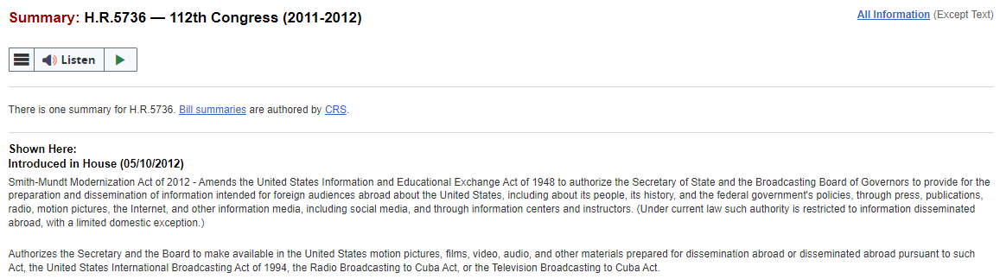 Summary: H.R.5736 — 112th Congress (2011-2012)
All Information (Except Text)
Listen
There is one summary for H.R.5736. Bill summaries are authored by CRS.
Shown Here:
Introduced in House (05/10/2012)
Smith-Mundt Modernization Act of 2012 - Amends the United States Information and Educational Exchange Act of 1948 to authorize the Secretary of State and the Broadcasting Board of Governors to provide for the
preparation and dissemination of information intended for foreign audiences abroad about the United States, including about its people, its history, and the federal government's policies, through press, publications,
radio, motion pictures, the Internet, and other information media, including social media, and through information centers and instructors. (Under current law such authority is restricted to information disseminated
abroad, with a limited domestic exception.)
Authorizes the Secretary and the Board to make available in the United States motion pictures, films, video, audio, and other materials prepared for dissemination abroad or disseminated abroad pursuant to such
Act, the United States International Broadcasting Act of 1994, the Radio Broadcasting to Cuba Act, or the Television Broadcasting to Cuba Act.